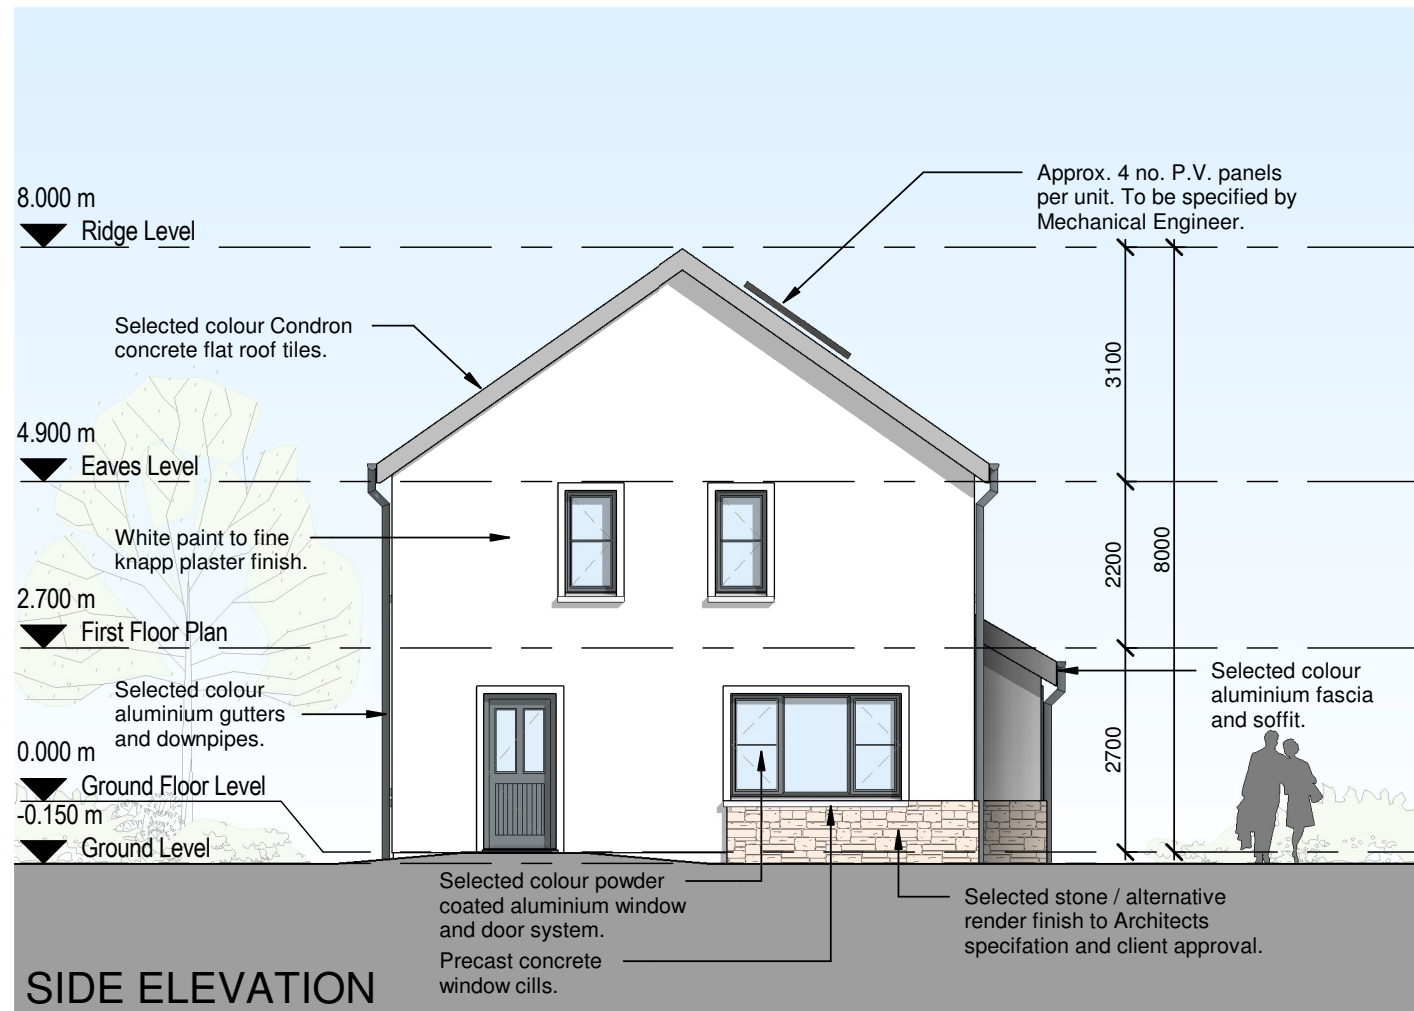 8.000 m
Ridge Level
Approx. 4 no. P.V. panels
per unit. To be specified by
Mechanical Engineer.
Selected colour Condron
concrete flat roof tiles.
3100
4.900 m
Eaves Level
White paint to fine
knapp plaster finish.
2200
8000
2.700 m
First Floor Plan
Selected colour
aluminium gutters
and downpipes.
Selected colour
aluminium fascia
and soffit.
2700
0.000 m
Ground Floor Level
-0.150 m
Ground Level
Selected colour powder
coated aluminium window
and door system.
Selected stone / alternative
render finish to Architects
specifation and client approval.
Precast concrete
window cills.
SIDE ELEVATION